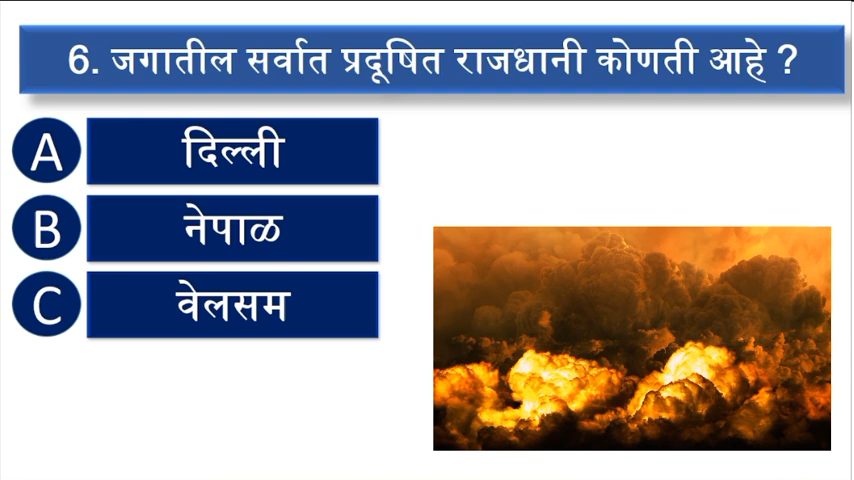 6. जगातील सर्वात प्रदूषित राजधानी कोणती आहे ?
A दिल्ली
B नेपाळ
C वेलसम